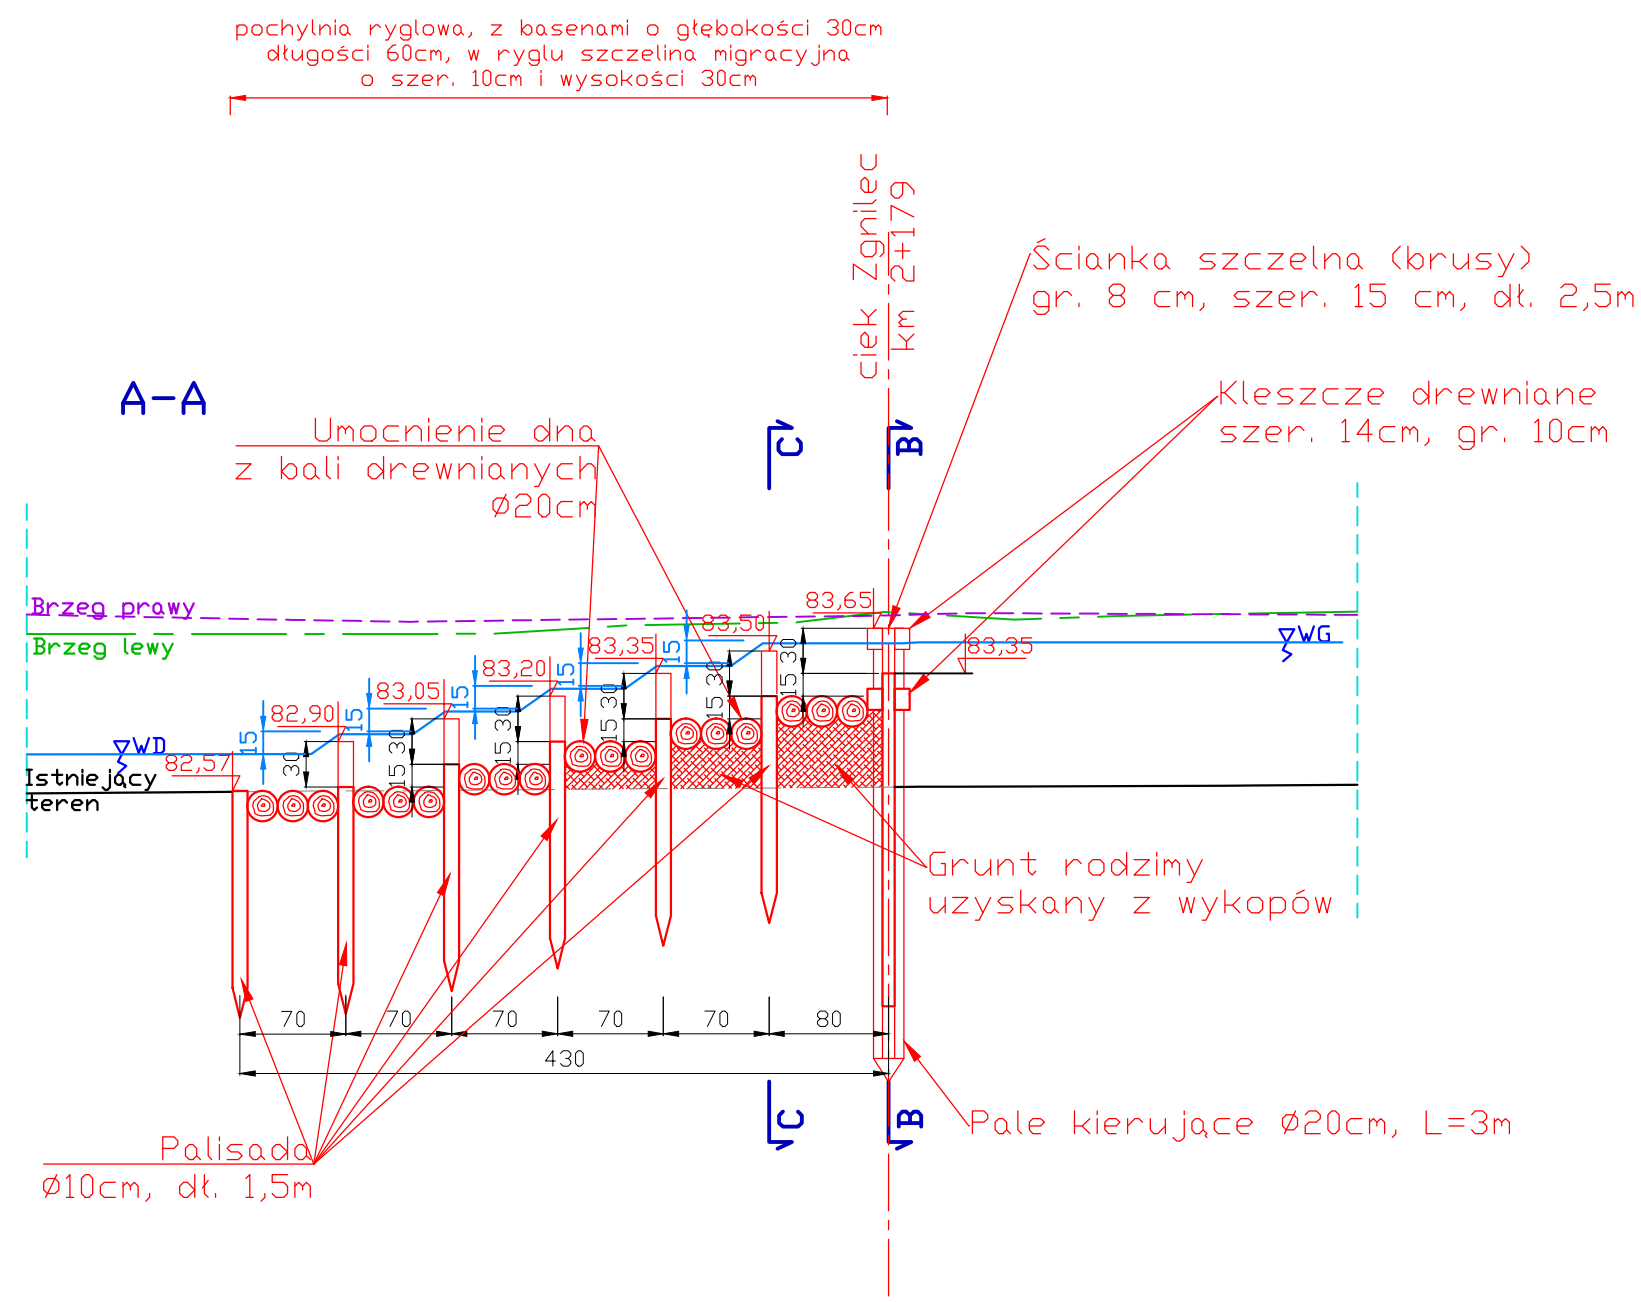 pochylnia ryglowa, z basenami o głębokości 30cm
długości 60cm, w ryglu szczelina migracyjna
o szer. 10cm i wysokości 30cm
ciek Zgnilec
km 2+179
Ścianka szczelna (brusy)
gr. 8 cm, szer. 15 cm, dł. 2,5m
Kleszcze drewniane
szer. 14cm, gr. 10cm
A-A
Umocnienie dna
z bali drewnianych
Ø20cm
C
B
Brzeg prawy
Brzeg lewy
83,65
83,50
83,35
83,20
83,05
82,90
82,57
83,35
WG
WD
15
15
15
15
15
30
15 30
15 30
15 30
15 30
15 30
Istniejący
teren
Grunt rodzimy
uzyskany z wykopów
70
70
70
70
70
80
430
C
B
Pale kierujące Ø20cm, L=3m
Palisada
Ø10cm, dł. 1,5m